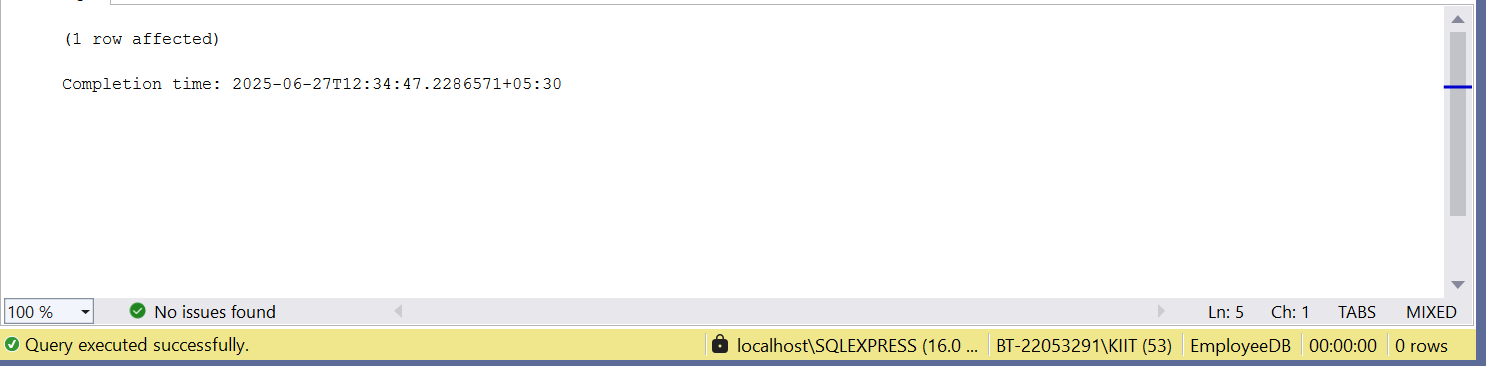 (1 row affected)
Completion time: 2025-06-27T12:34:47.2286571+05:30
100 %
No issues found
Ln: 5
Ch: 1
TABS
MIXED
Query executed successfully.
localhost\SQLEXPRESS (16.0 ...
BT-22053291\KIIT (53)
EmployeeDB
00:00:00
0 rows